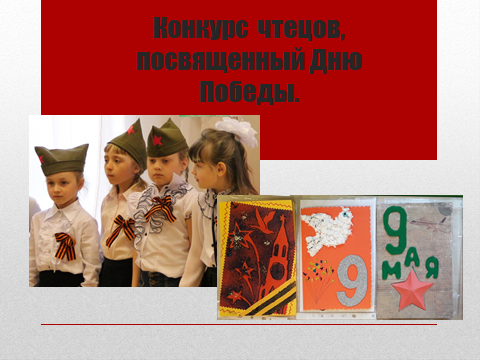 Конкурс чтецов,
посвященный Дню
Победы.
9
9
МАЯ